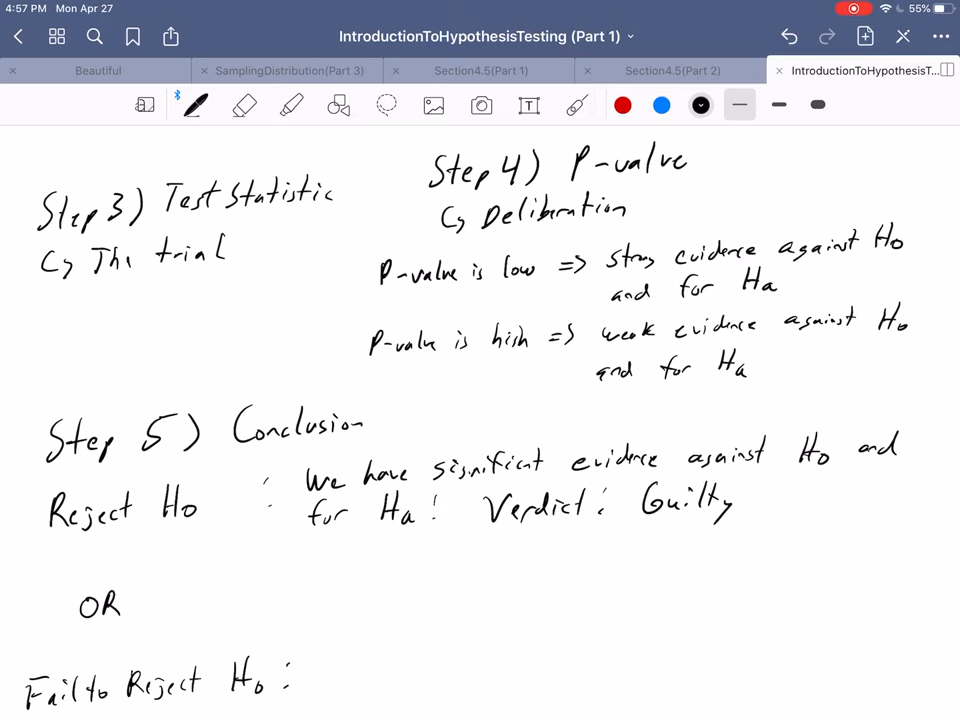 4:57 PM Mon Apr 27
55%
IntroductionToHypothesisTesting (Part 1)
Beautiful
SamplingDistribution(Part 3)
Section4.5(Part 1)
Section4.5(Part 2)
IntroductionToHypothesisT...
Step 3) Test Statistic
↳ The trial
Step 4) P-value
↳ Deliberation
P-value is low => strong evidence against Ho
and for Ha
P-value is high => weak evidence against Ho
and for Ha
Step 5) Conclusion
Reject Ho : We have significent evidence against Ho and
for Ha! Verdict: Guilty
OR
Fail to Reject Ho :